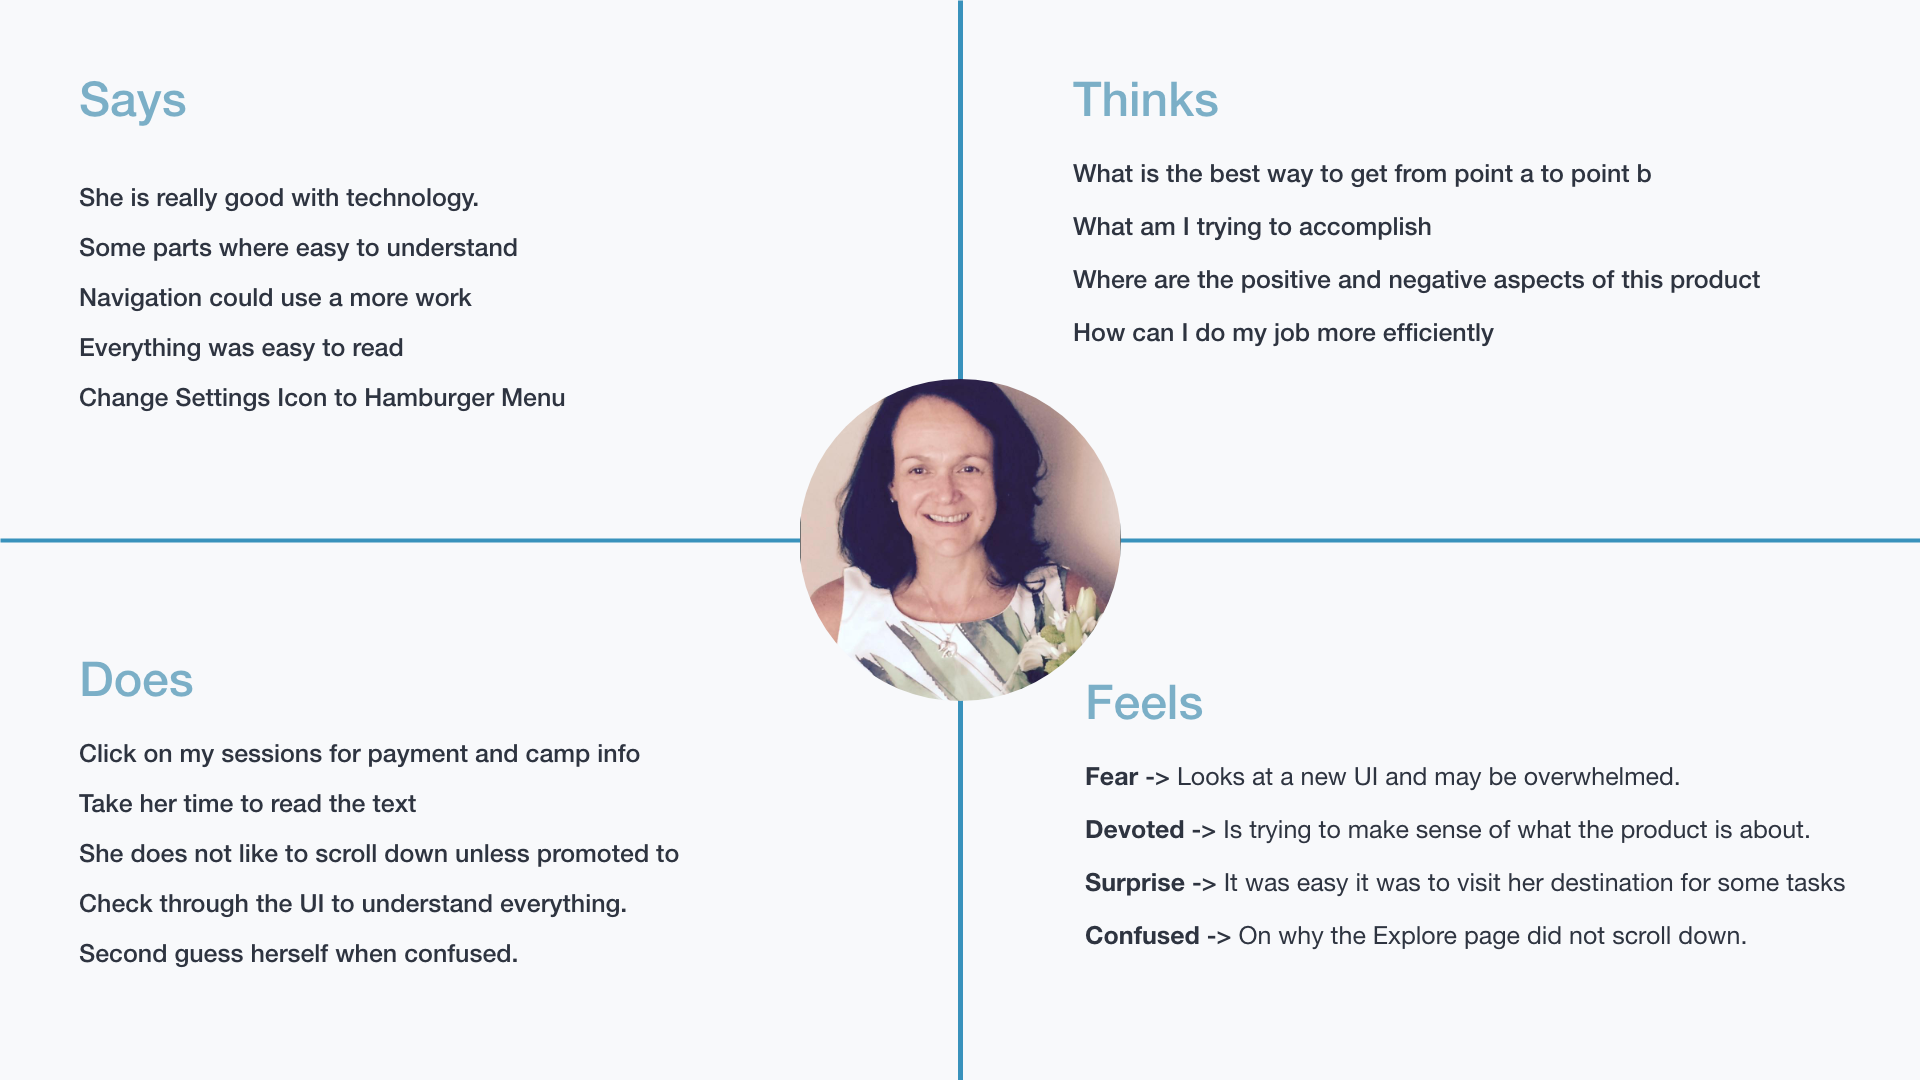 Says
She is really good with technology.
Some parts where easy to understand
Navigation could use a more work
Everything was easy to read
Change Settings Icon to Hamburger Menu
Thinks
What is the best way to get from point a to point b
What am I trying to accomplish
Where are the positive and negative aspects of this product
How can I do my job more efficiently
Does
Click on my sessions for payment and camp info
Take her time to read the text
She does not like to scroll down unless promoted to
Check through the UI to understand everything.
Second guess herself when confused.
Feels
Fear -> Looks at a new UI and may be overwhelmed.
Devoted -> Is trying to make sense of what the product is about.
Surprise -> It was easy it was to visit her destination for some tasks
Confused -> On why the Explore page did not scroll down.